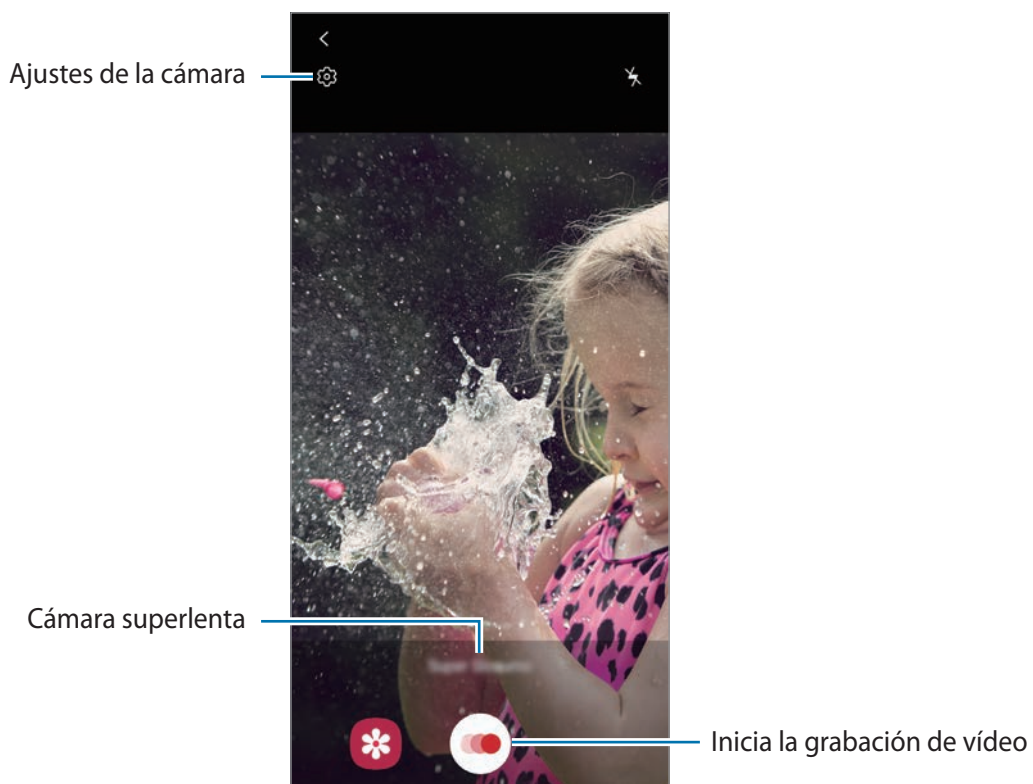 Ajustes de la cámara
Cámara superlenta
Inicia la grabación de vídeo